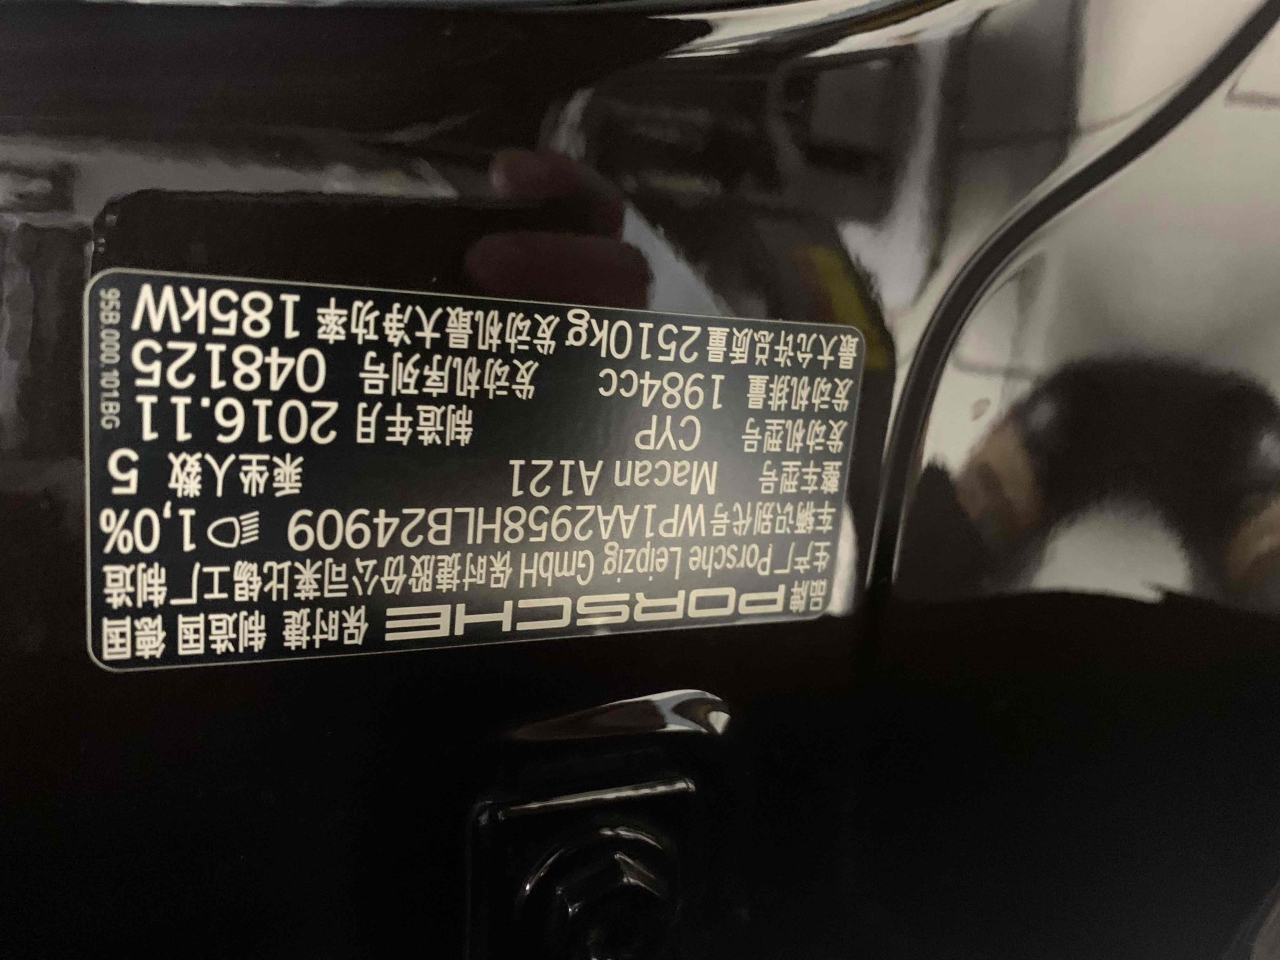 品牌 PORSCHE 保时捷 制造国 德国
生产厂 Porsche Leipzig GmbH 保时捷股份公司莱比锡工厂 制造
车辆识别代号 WP1AA2958HLB24909 1,0%
整车型号 Macan A121 乘坐人数 5
发动机型号 CYP 制造年月 2016.11
发动机排量 1984cc 发动机序列号 048125
最大允许总质量 2510kg 发动机最大净功率 185kW
95B.000.101.BG